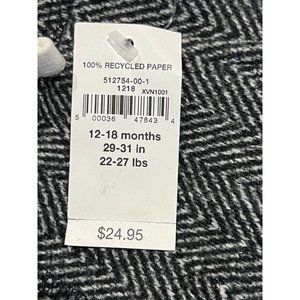 100% RECYCLED PAPER
512754-00-1
1218 XVN1001
5 00036 47843 4
12-18 months
29-31 in
22-27 lbs
$24.95